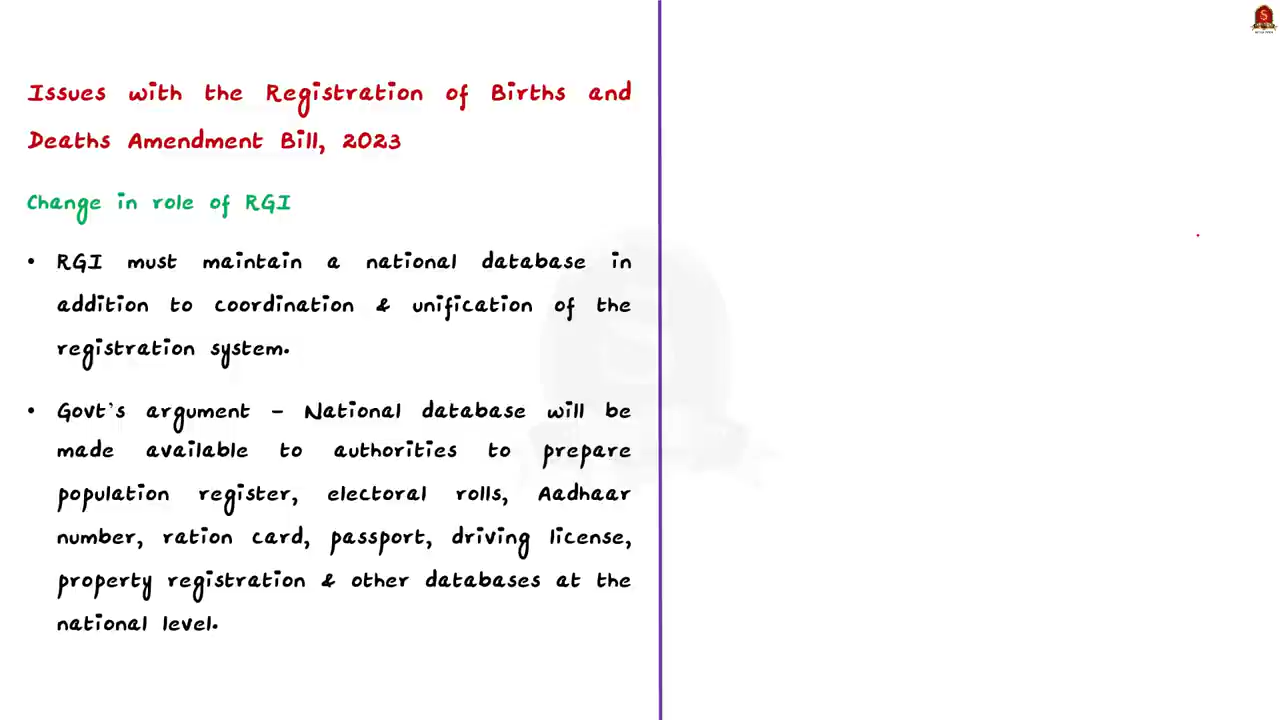 Issues with the Registration of Births and
Deaths Amendment Bill, 2023
Change in role of RGI
• RGI must maintain a national database in
addition to coordination & unification of the
registration system.
• Govt's argument - National database will be
made available to authorities to prepare
population register, electoral rolls, Aadhaar
number, ration card, passport, driving license,
property registration & other databases at the
national level.